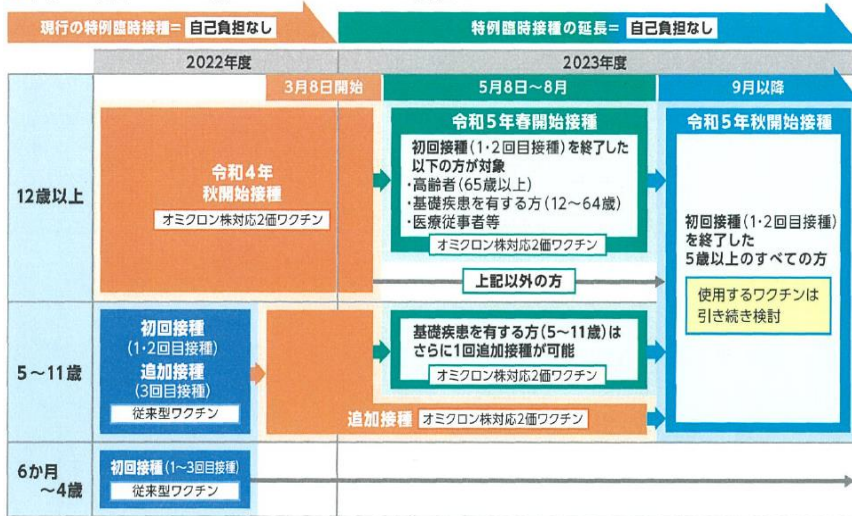 現行の特例臨時接種= 自己負担なし
特例臨時接種の延長= 自己負担なし
2022年度
2023年度
3月8日開始
5月8日～8月
9月以降
12歳以上
令和4年
秋開始接種
オミクロン株対応2価ワクチン
令和5年春開始接種
初回接種(1・2回目接種)を終了した
以下の方が対象
・高齢者(65歳以上)
・基礎疾患を有する方(12～64歳)
・医療従事者等
オミクロン株対応2価ワクチン
上記以外の方
令和5年秋開始接種
初回接種(1・2回目接種)
を終了した
5歳以上のすべての方
使用するワクチンは
引き続き検討
5～11歳
初回接種
(1・2回目接種)
追加接種
(3回目接種)
従来型ワクチン
基礎疾患を有する方(5～11歳)は
さらに1回追加接種が可能
オミクロン株対応2価ワクチン
追加接種 オミクロン株対応2価ワクチン
6か月
～4歳
初回接種(1～3回目接種)
従来型ワクチン